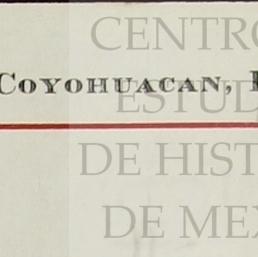 CENTRO
COYOHUACAN,
ESTUD
DE HIST
DE MEX